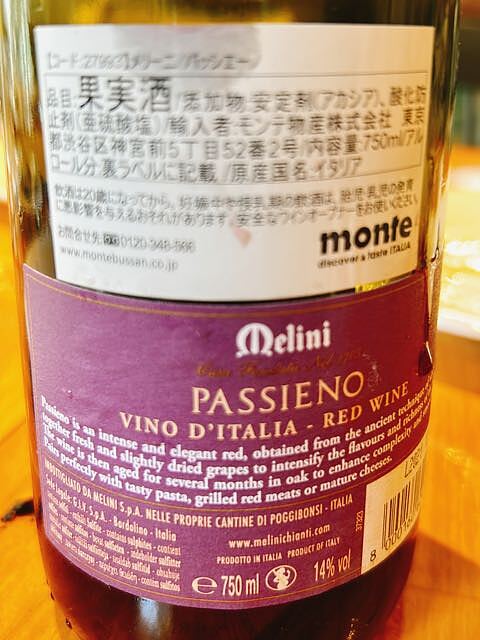 【コード:27993】メリーニ/パッシエーノ
品目:果実酒/添加物:安定剤(アカシア)、酸化防
止剤(亜硫酸塩)/輸入者:モンテ物産株式会社 東京
都渋谷区神宮前5丁目52番2号/内容量:750ml/アル
コール分:裏ラベルに記載/原産国名:イタリア
飲酒は20歳になってから。妊娠中や授乳期の飲酒は、胎児・乳児の発育
に悪影響を与えるおそれがあります。安全なワインオープナーをお使いください。
お問合せ先 0120-348-566
www.montebussan.co.jp
monte
discover & taste ITALIA
Melini
Casa Fondata Nel 1705
PASSIENO
VINO D'ITALIA - RED WINE
Passieno is an intense and elegant red, obtained from the ancient technique of
together fresh and slightly dried grapes to intensify the flavours and richness of
The wine is then aged for several months in oak to enhance complexity and
Pairs perfectly with tasty pasta, grilled red meats or mature cheeses.
IMBOTTIGLIATO DA MELINI S.p.A. NELLE PROPRIE CANTINE DI POGGIBONSI - ITALIA
Sede Legale: G.I.V. S.p.A. - Bardolino - Italia
www.melinichianti.com
PRODOTTO IN ITALIA PRODUCT OF ITALY
contains sulphites
e 750 ml 14% vol
37323